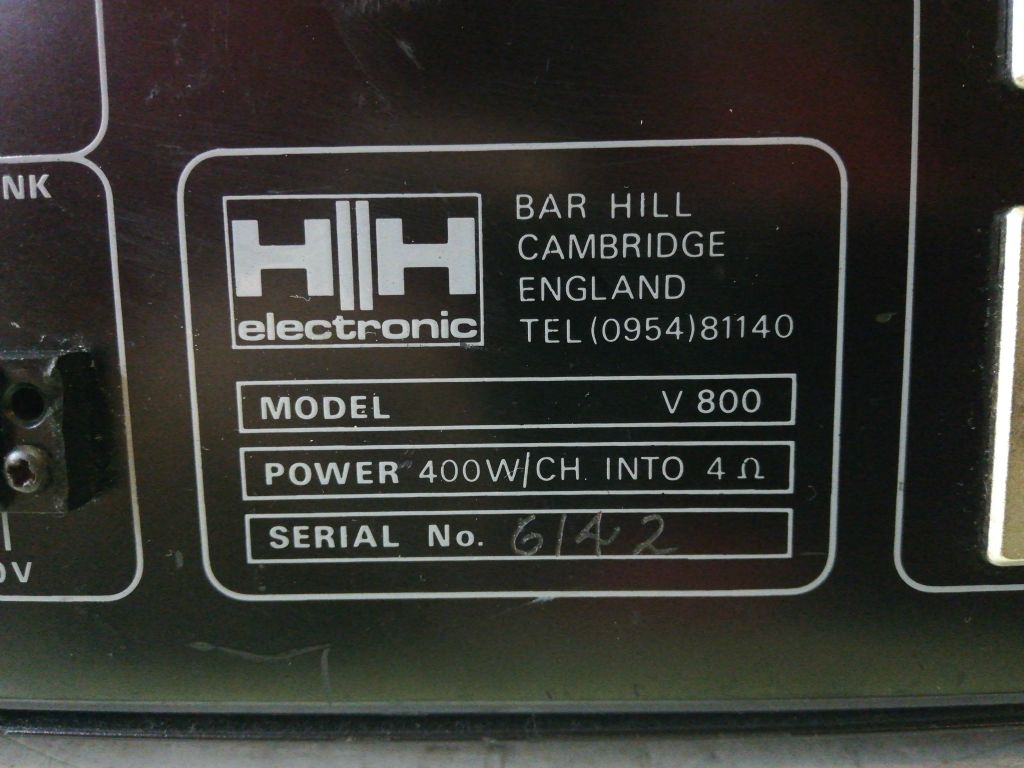 NK
H||H
electronic
BAR HILL
CAMBRIDGE
ENGLAND
TEL (0954) 81140
MODEL V 800
POWER 400W/CH. INTO 4 Ω
SERIAL No. 6142
0V